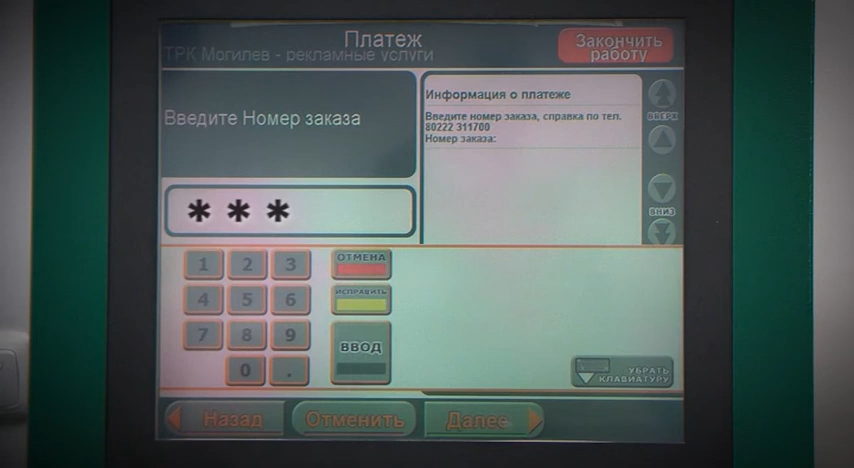 Платеж
ТРК Могилев - рекламные услуги
Закончить
работу
Введите Номер заказа
Информация о платеже
Введите номер заказа, справка по тел.
80222 311700
Номер заказа:
ВВЕРХ
ВНИЗ
* * *
1 2 3
ОТМЕНА
4 5 6
ИСПРАВИТЬ
7 8 9
ВВОД
0 .
УБРАТЬ
КЛАВИАТУРУ
Назад
Отменить
Далее